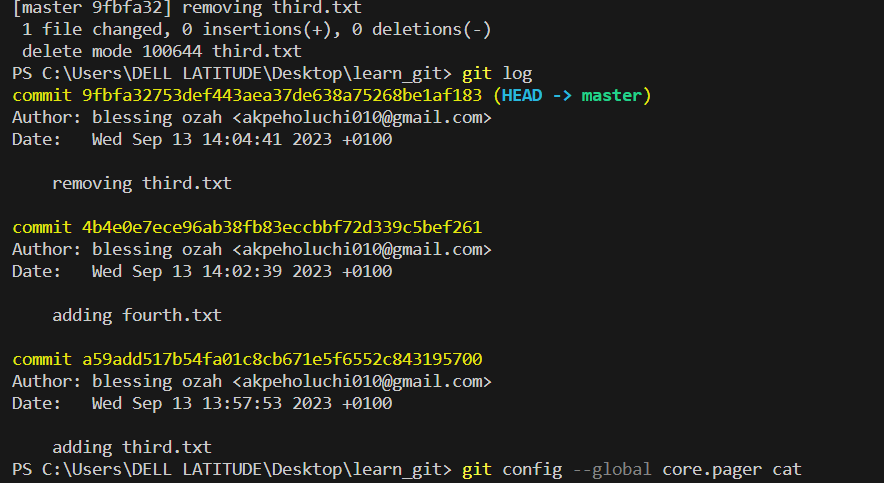 [master 9fbfa32] removing third.txt
 1 file changed, 0 insertions(+), 0 deletions(-)
 delete mode 100644 third.txt
PS C:\Users\DELL LATITUDE\Desktop\learn_git> git log
commit 9fbfa32753def443aea37de638a75268be1af183 (HEAD -> master)
Author: blessing ozah <akpeholuchi010@gmail.com>
Date:   Wed Sep 13 14:04:41 2023 +0100
    removing third.txt
commit 4b4e0e7ece96ab38fb83eccbbf72d339c5bef261
Author: blessing ozah <akpeholuchi010@gmail.com>
Date:   Wed Sep 13 14:02:39 2023 +0100
    adding fourth.txt
commit a59add517b54fa01c8cb671e5f6552c843195700
Author: blessing ozah <akpeholuchi010@gmail.com>
Date:   Wed Sep 13 13:57:53 2023 +0100
    adding third.txt
PS C:\Users\DELL LATITUDE\Desktop\learn_git> git config --global core.pager cat